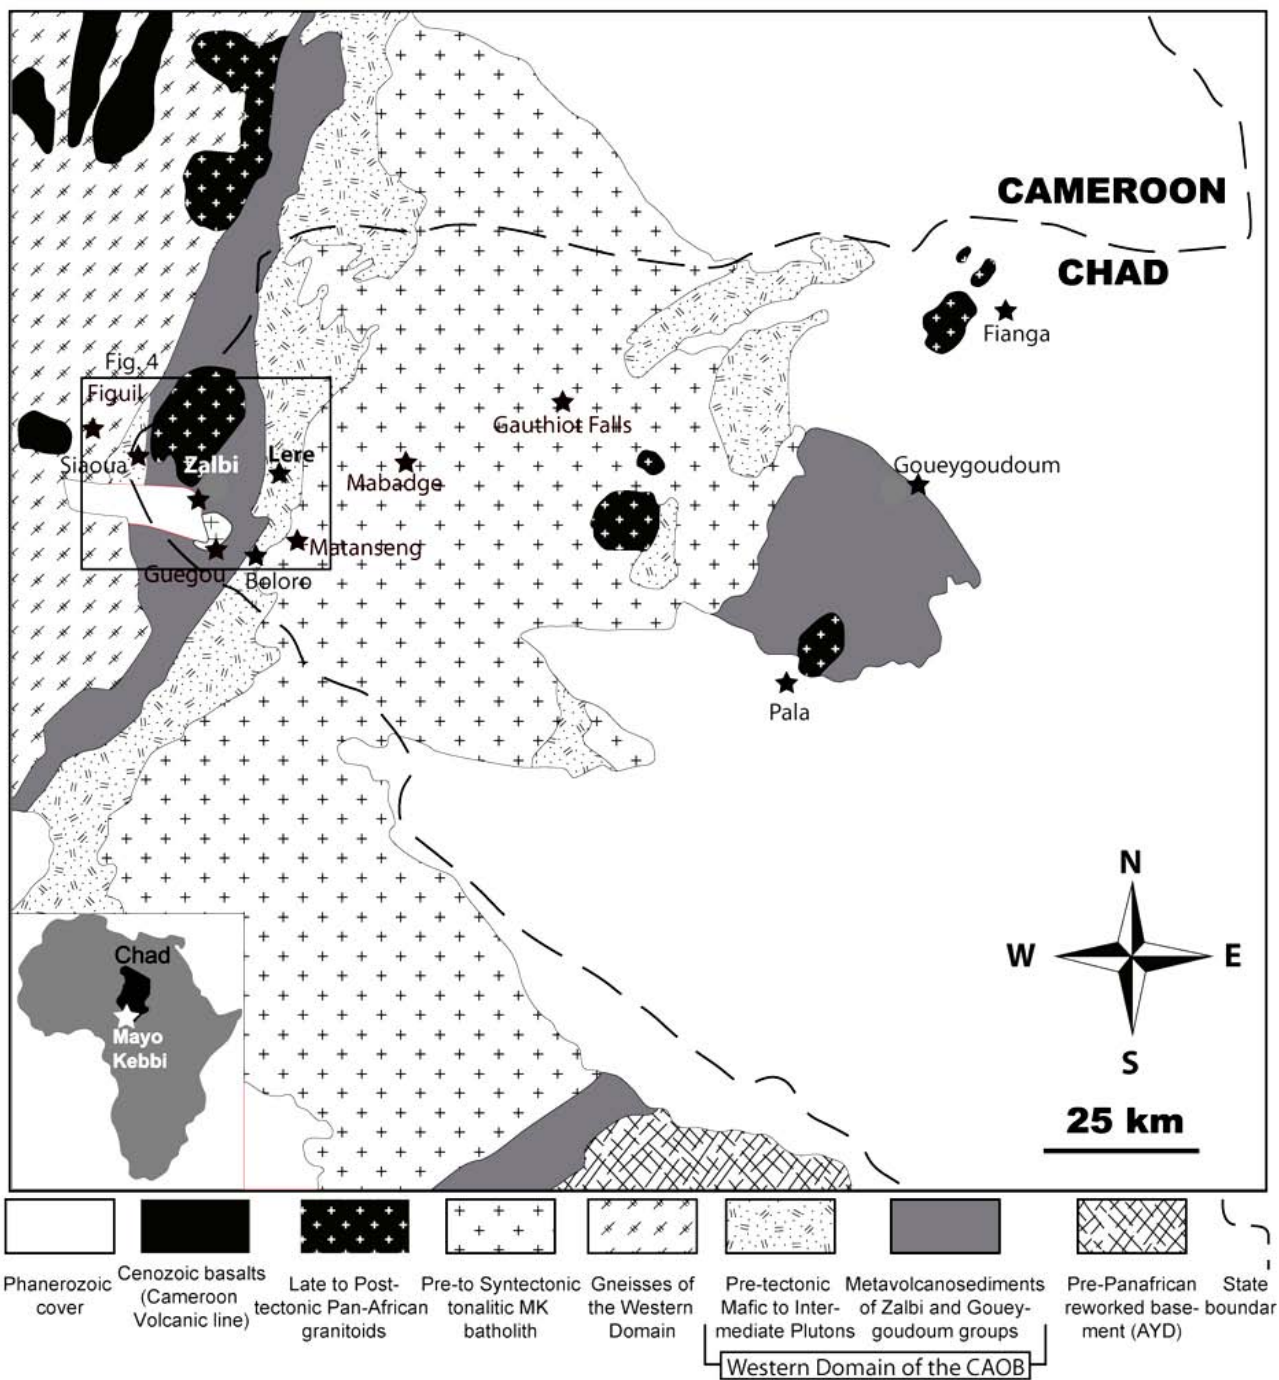 CAMEROON
CHAD
Fianga
Fig. 4
Figuil
Gauthiot Falls
Siaoua
Zalbi
Lere
Mabadge
Goueygoudoum
Matanseng
Guegou
Boloro
Pala
N
W
E
S
Chad
Mayo
Kebbi
25 km
Phanerozoic
cover
Cenozoic basalts
(Cameroon
Volcanic line)
Late to Post-
tectonic Pan-African
granitoids
Pre-to Syntectonic
tonalitic MK
batholith
Gneisses of
the Western
Domain
Pre-tectonic
Mafic to Inter-
mediate Plutons
Metavolcanosediments
of Zalbi and Gouey-
goudoum groups
Pre-Panafrican
reworked base-
ment (AYD)
State
boundar
Western Domain of the CAOB